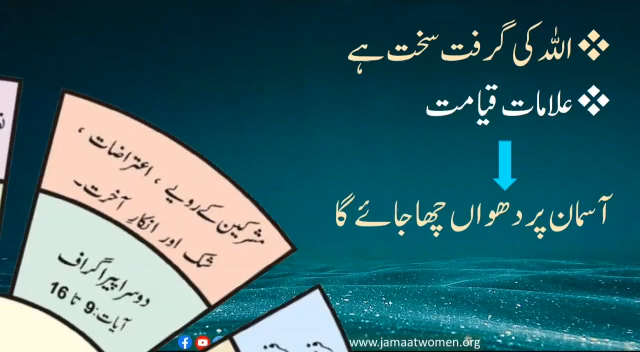 اللہ کی گرفت سخت ہے
علامات قیامت
آسمان پر دھواں چھا جائے گا
مشرکین کے رویے ، اعتراضات ،
شک اور انکارِ آخرت۔
دوسرا پیراگراف
آیات:9 تا 16
www.jamaatwomen.org